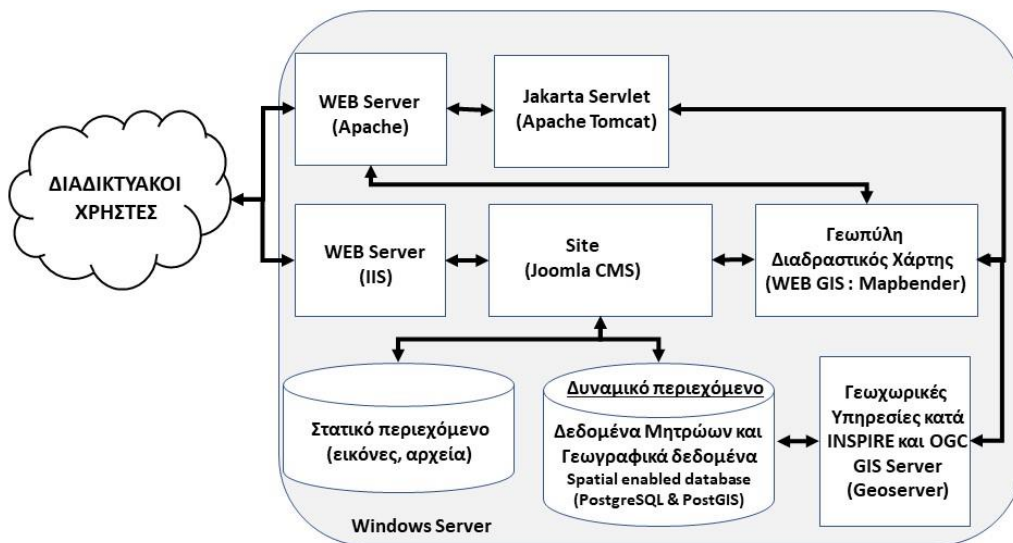 ΔΙΑΔΙΚΤΥΑΚΟΙ
ΧΡΗΣΤΕΣ
WEB Server
(Apache)
Jakarta Servlet
(Apache Tomcat)
WEB Server
(IIS)
Site
(Joomla CMS)
Γεωπύλη
Διαδραστικός Χάρτης
(WEB GIS : Mapbender)
Στατικό περιεχόμενο
(εικόνες, αρχεία)
Δυναμικό περιεχόμενο
Δεδομένα Μητρώων και
Γεωγραφικά δεδομένα
Spatial enabled database
(PostgreSQL & PostGIS)
Γεωχωρικές
Υπηρεσίες κατά
INSPIRE και OGC
GIS Server
(Geoserver)
Windows Server